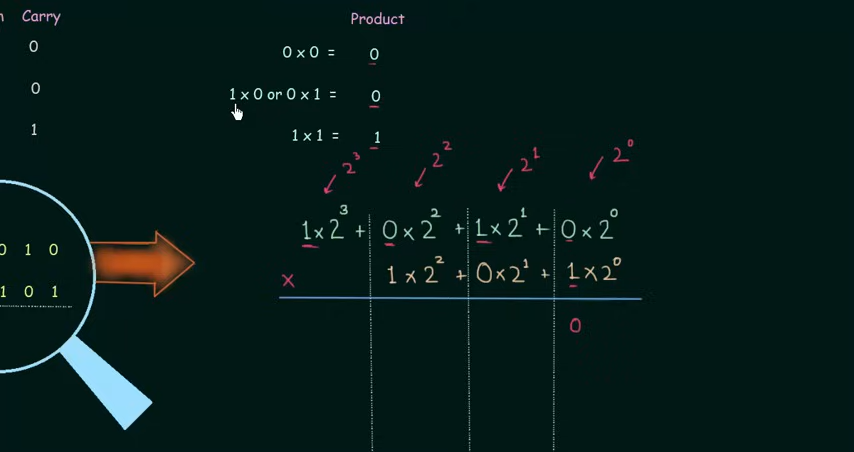 Carry
Product
0
0 x 0 = 0
0
1 x 0 or 0 x 1 = 0
1
1 x 1 = 1
2³ 2² 2¹ 2⁰
1 × 2³ + 0 × 2² + 1 × 2¹ + 0 × 2⁰
0 1 0
x 1 × 2² + 0 × 2¹ + 1 × 2⁰
1 0 1
0